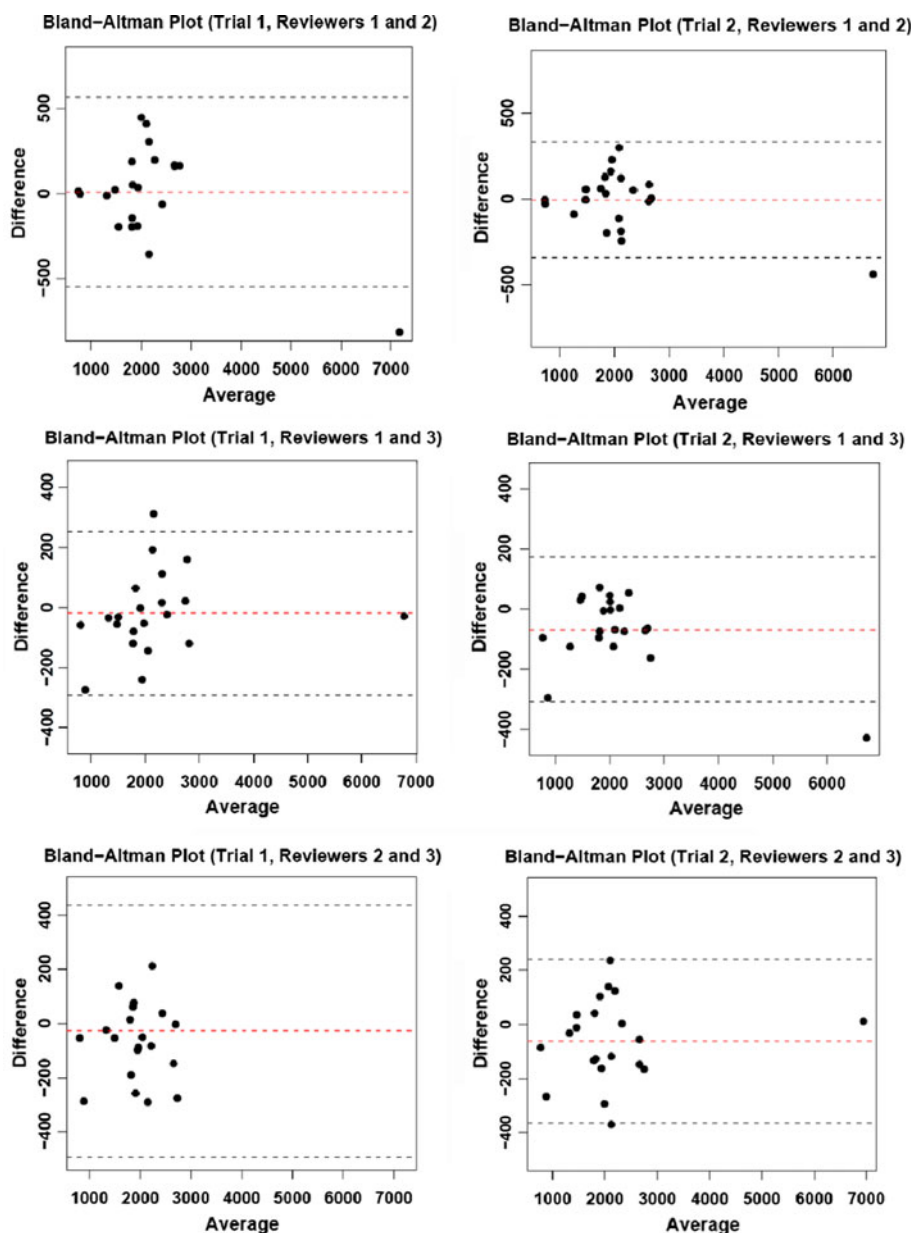 Bland−Altman Plot (Trial 1, Reviewers 1 and 2)
Difference
500
0
−500
1000 2000 3000 4000 5000 6000 7000
Average
Bland−Altman Plot (Trial 2, Reviewers 1 and 2)
Difference
500
0
−500
1000 2000 3000 4000 5000 6000
Average
Bland−Altman Plot (Trial 1, Reviewers 1 and 3)
Difference
400
200
0
−200
−400
1000 2000 3000 4000 5000 6000 7000
Average
Bland−Altman Plot (Trial 2, Reviewers 1 and 3)
Difference
400
200
0
−200
−400
1000 2000 3000 4000 5000 6000
Average
Bland−Altman Plot (Trial 1, Reviewers 2 and 3)
Difference
400
200
0
−200
−400
1000 2000 3000 4000 5000 6000 7000
Average
Bland−Altman Plot (Trial 2, Reviewers 2 and 3)
Difference
400
200
0
−200
−400
1000 2000 3000 4000 5000 6000 7000
Average